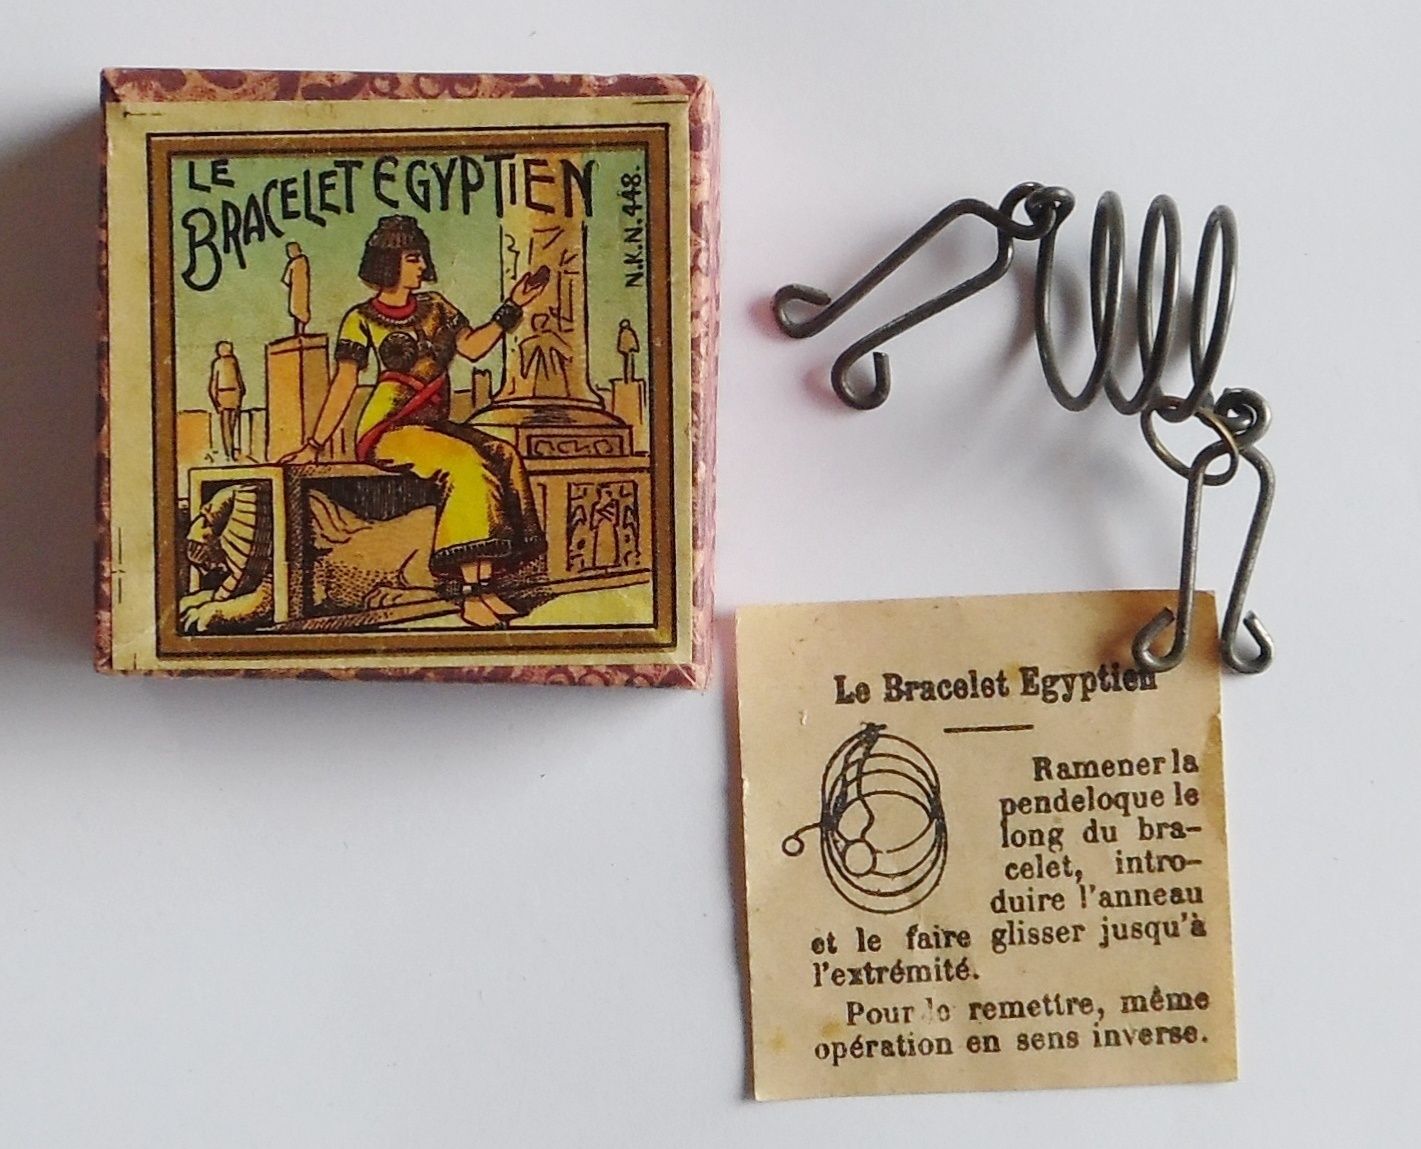 LE
BRACELET EGYPTIEN
N.K.N.448.
Le Bracelet Egyptien
Ramener la
pendeloque le
long du bra-
celet, intro-
duire l'anneau
et le faire glisser jusqu'à
l'extrémité.
Pour le remettre, même
opération en sens inverse.